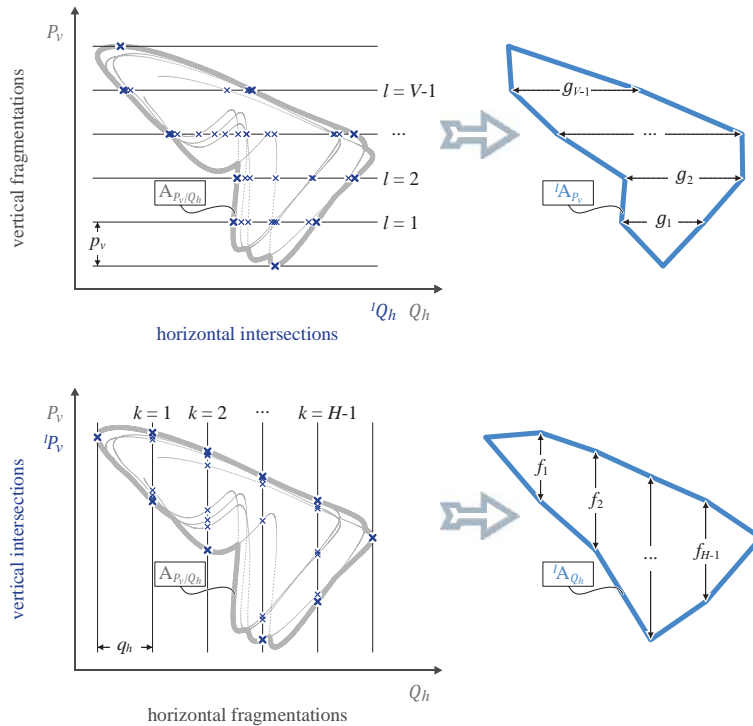 P_v
vertical fragmentations
l = V-1
...
l = 2
l = 1
A_{P_v/Q_h}
p_v
^lQ_h Q_h
horizontal intersections
g_{V-1}
...
g_2
g_1
^lA_{P_v}
P_v
^lP_v
vertical intersections
k = 1 k = 2 ... k = H-1
A_{P_v/Q_h}
q_h
Q_h
horizontal fragmentations
f_1
f_2
...
f_{H-1}
^lA_{Q_h}